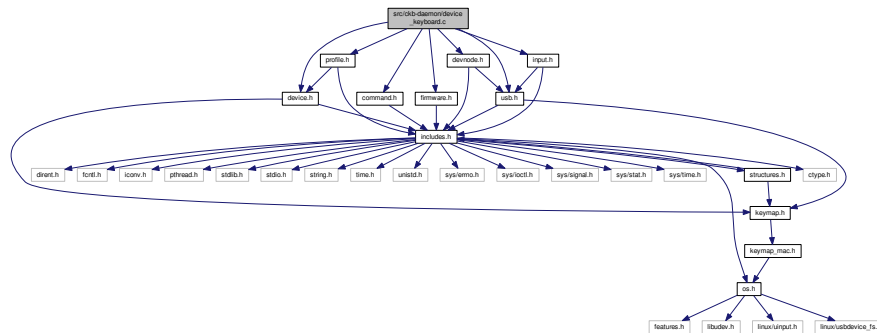 src/ckb-daemon/device
_keyboard.c
profile.h
devnode.h
input.h
device.h
command.h
firmware.h
usb.h
includes.h
dirent.h
fcntl.h
iconv.h
pthread.h
stdlib.h
stdio.h
string.h
time.h
unistd.h
sys/errno.h
sys/ioctl.h
sys/signal.h
sys/stat.h
sys/time.h
structures.h
ctype.h
keymap.h
keymap_mac.h
os.h
features.h
libudev.h
linux/uinput.h
linux/usbdevice_fs.